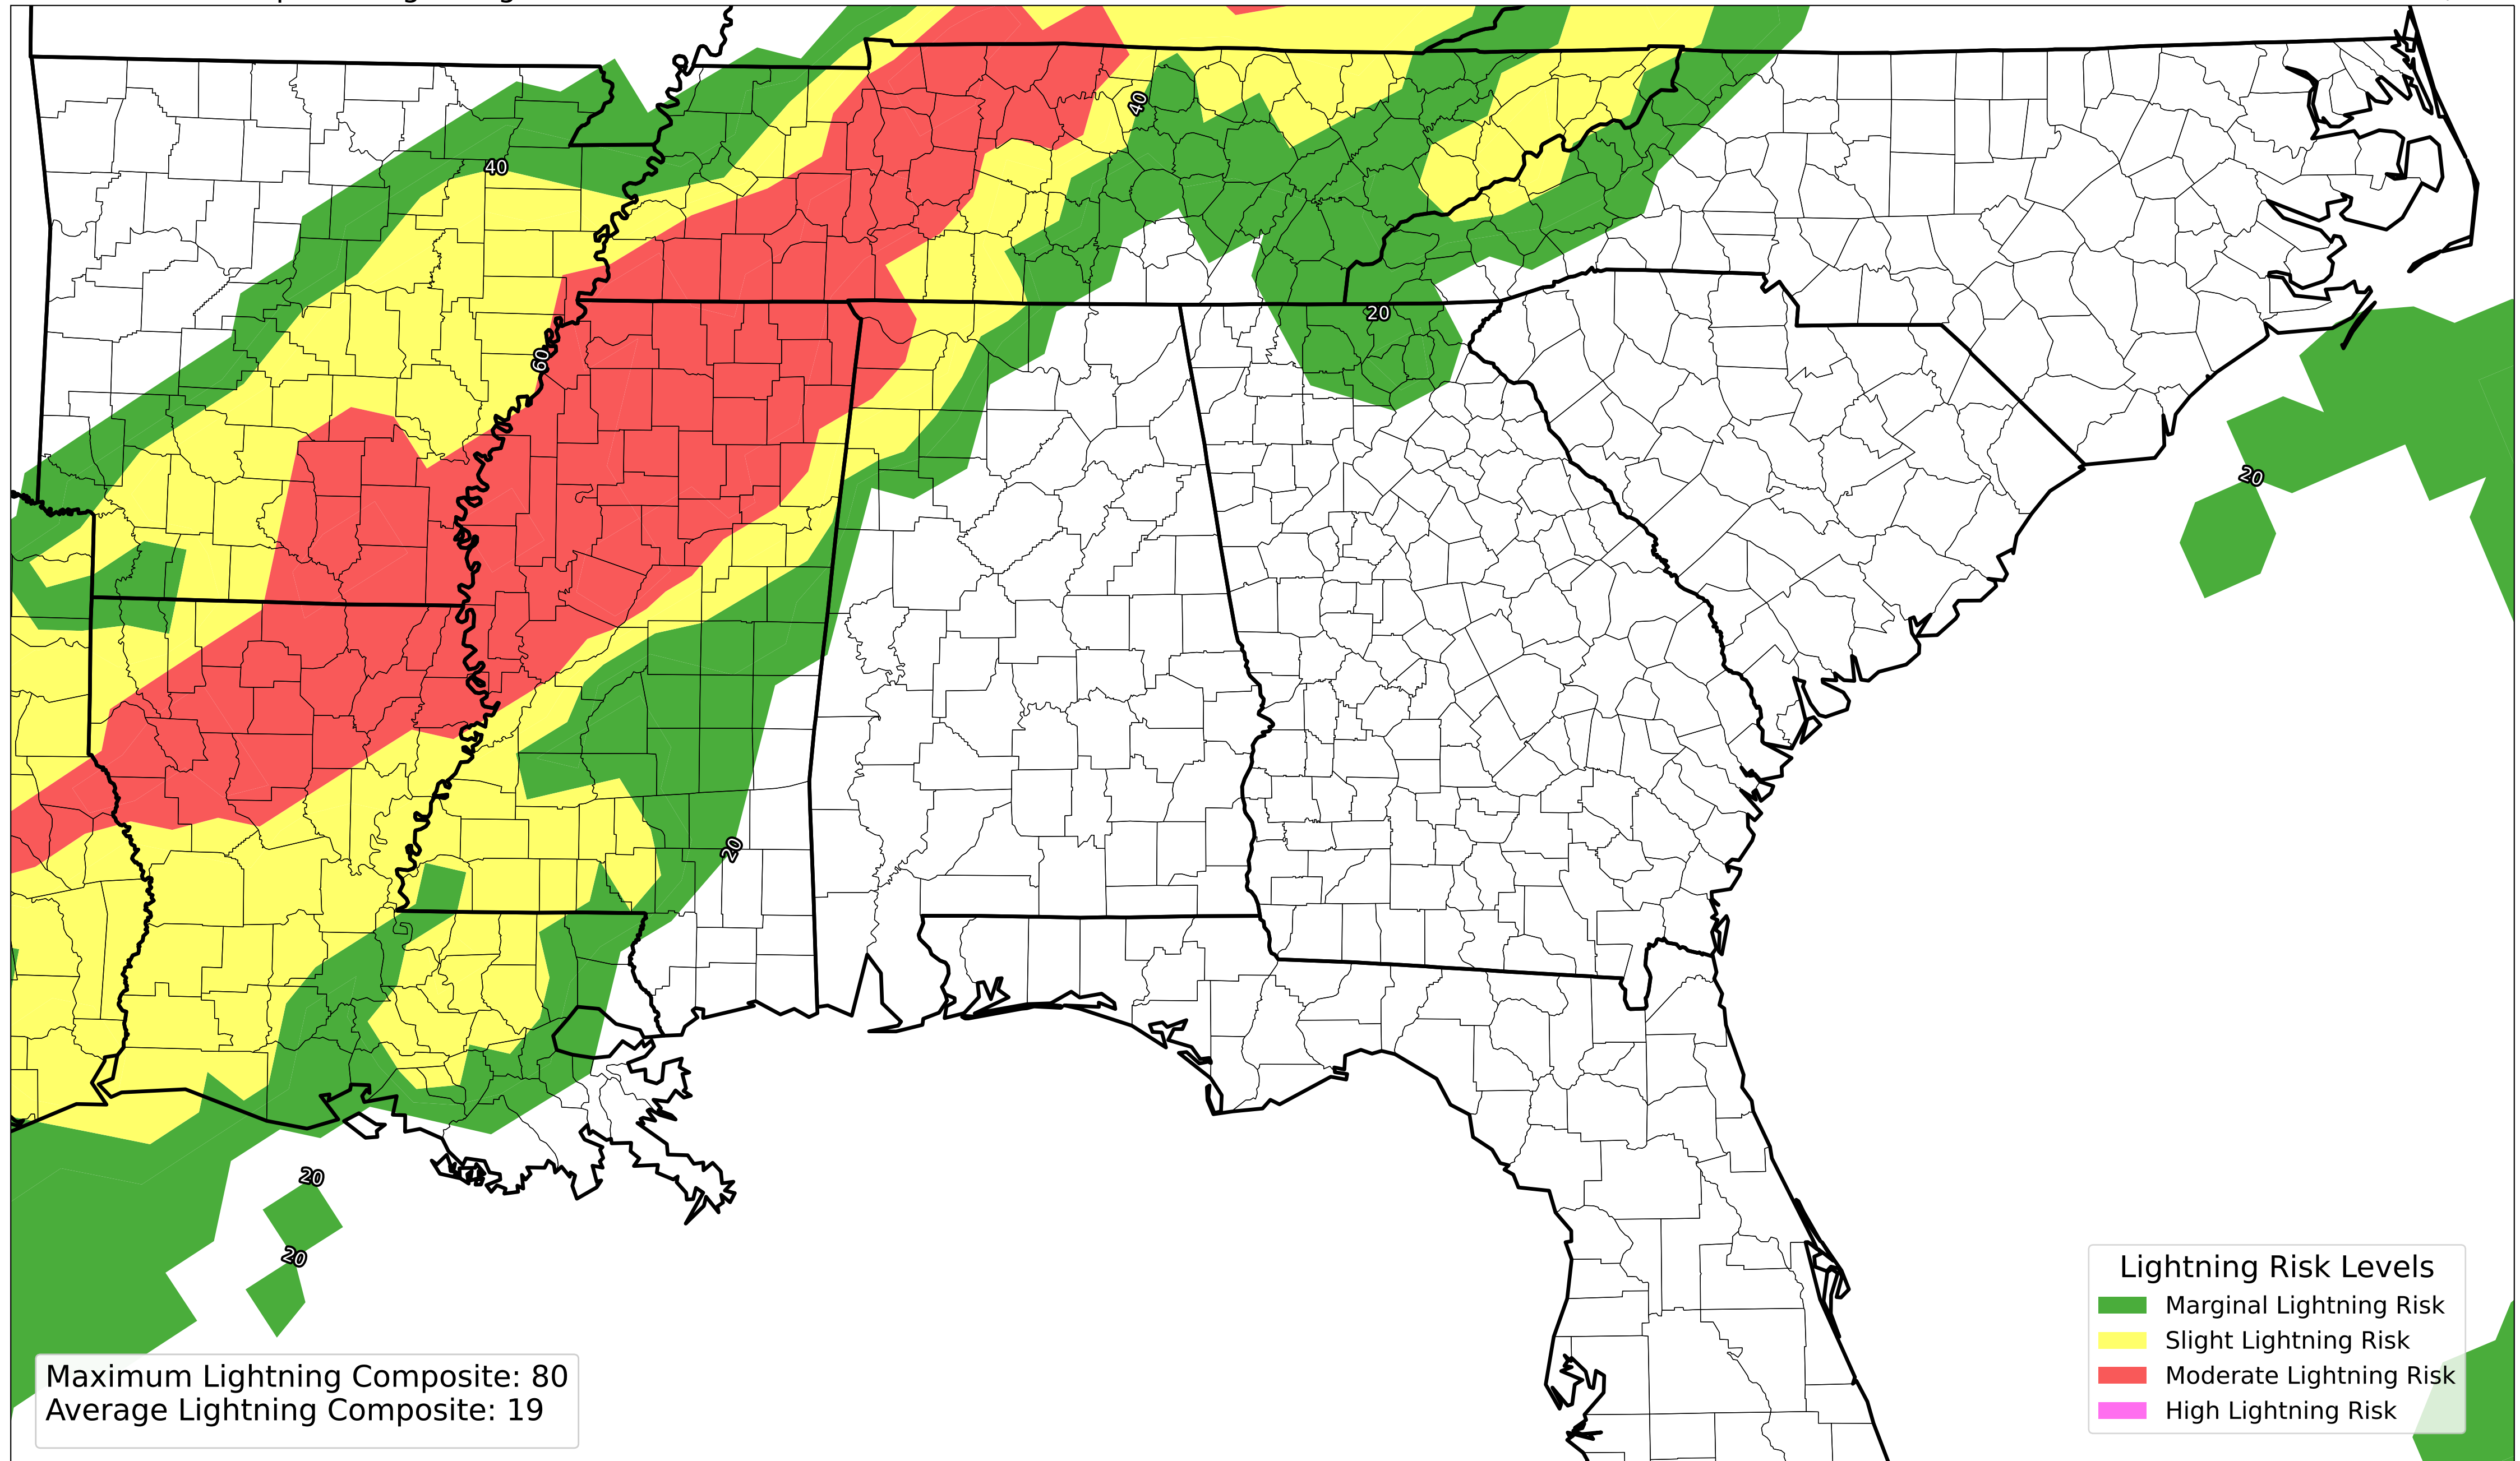 40
40
20
60
20
20
20
20
Maximum Lightning Composite: 80
Average Lightning Composite: 19
Lightning Risk Levels
Marginal Lightning Risk
Slight Lightning Risk
Moderate Lightning Risk
High Lightning Risk